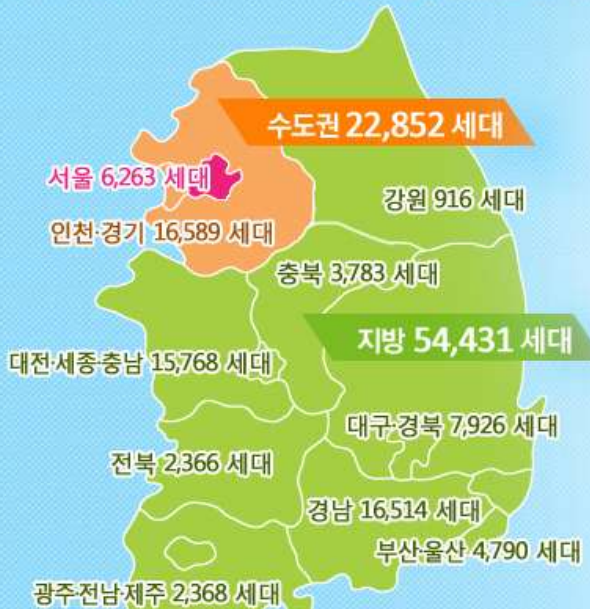 수도권 22,852 세대
서울 6,263 세대
강원 916 세대
인천·경기 16,589 세대
충북 3,783 세대
지방 54,431 세대
대전·세종·충남 15,768 세대
대구·경북 7,926 세대
전북 2,366 세대
경남 16,514 세대
부산·울산 4,790 세대
광주·전남·제주 2,368 세대